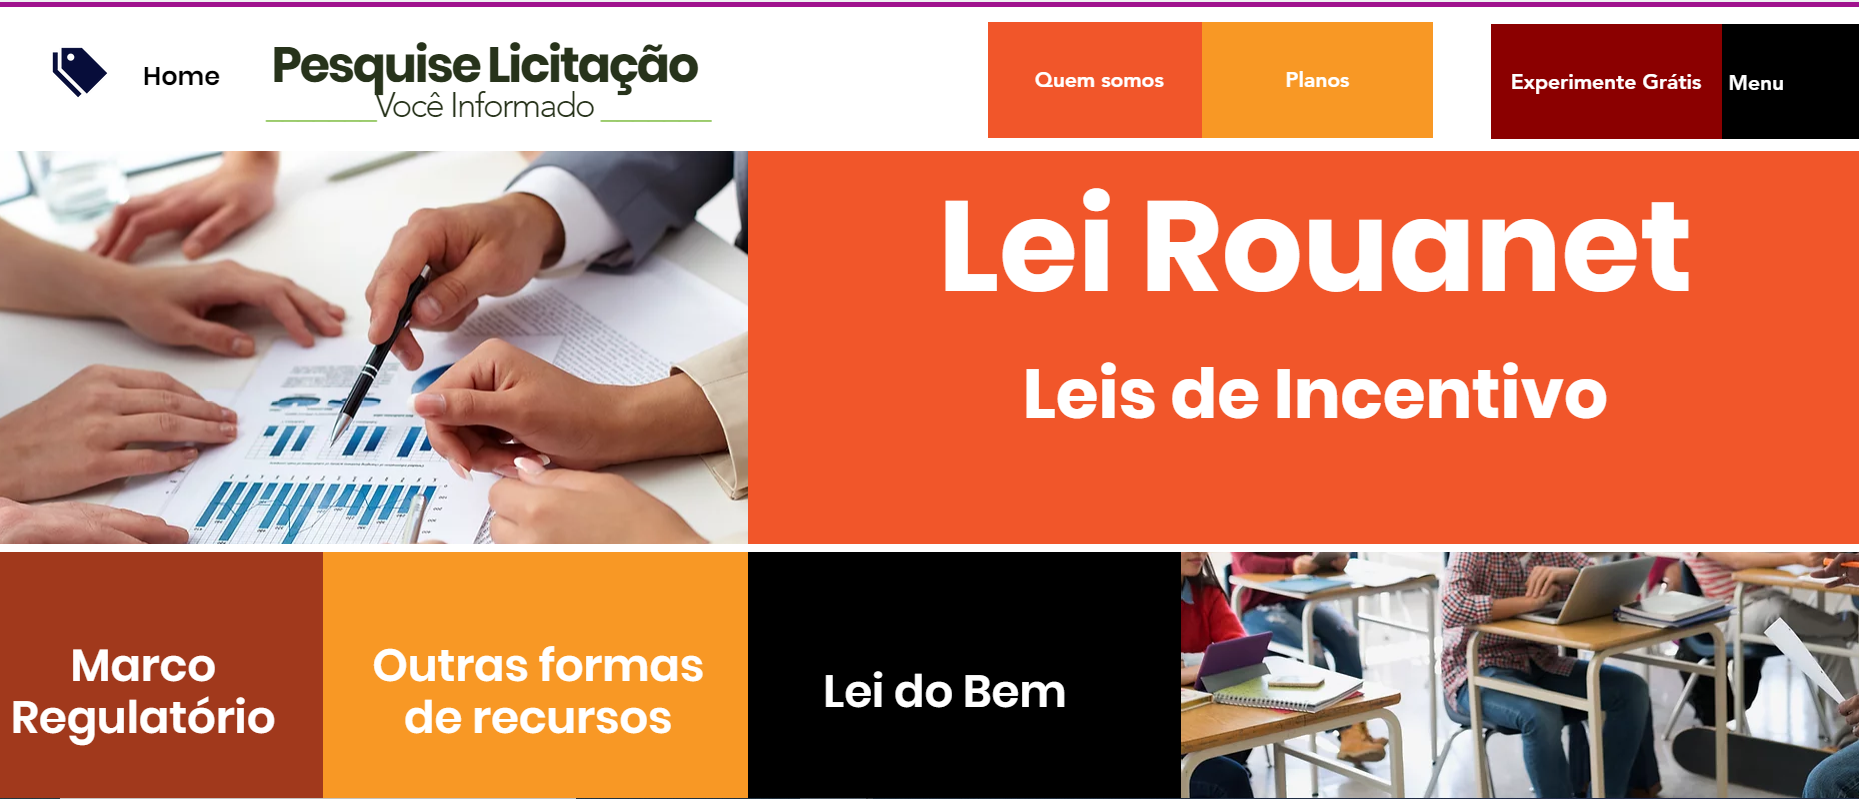 Home
Pesquise Licitação
Você Informado
Quem somos
Planos
Experimente Grátis
Menu
Lei Rouanet
Leis de Incentivo
Marco
Regulatório
Outras formas
de recursos
Lei do Bem